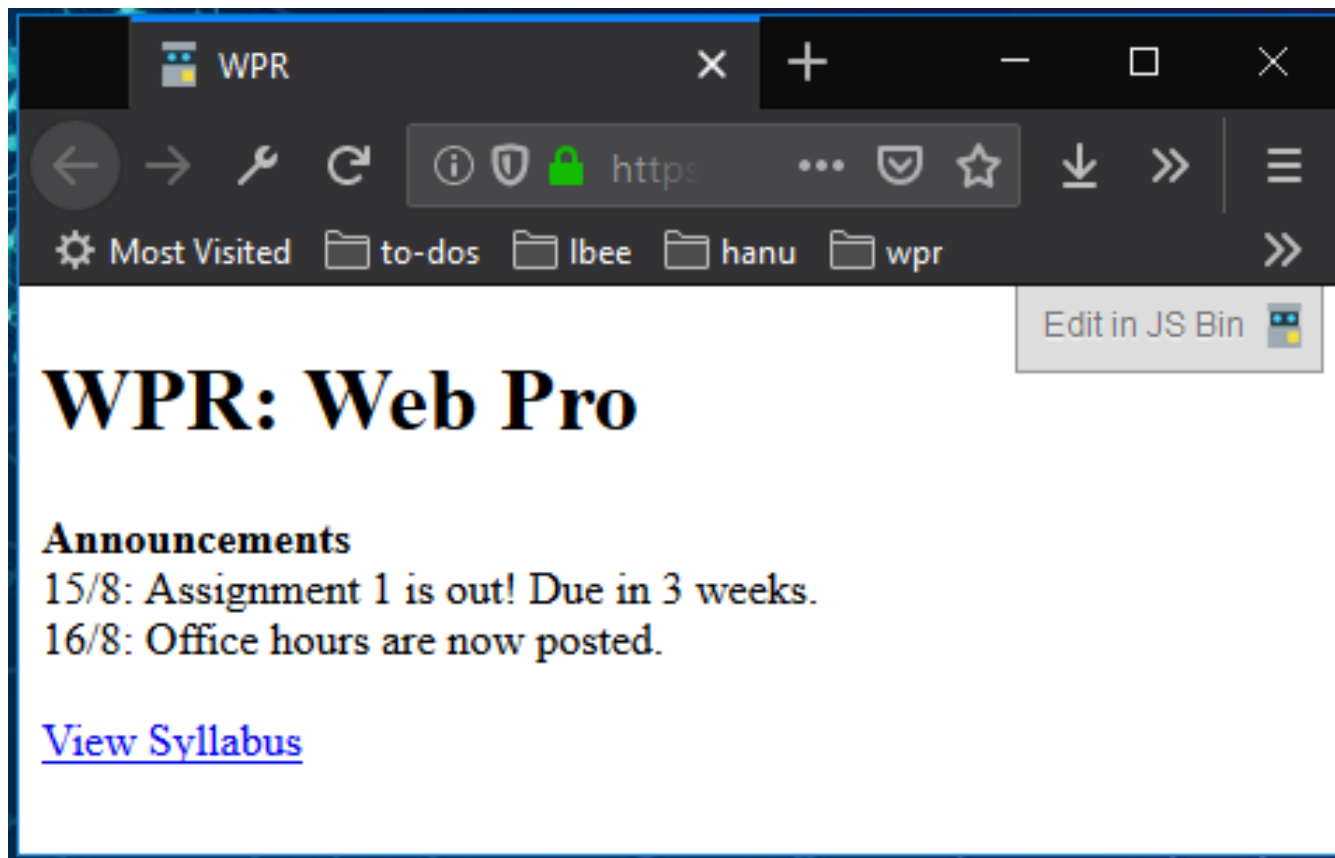 WPR
https
Most Visited to-dos lbee hanu wpr
Edit in JS Bin
WPR: Web Pro
Announcements
15/8: Assignment 1 is out! Due in 3 weeks.
16/8: Office hours are now posted.
View Syllabus